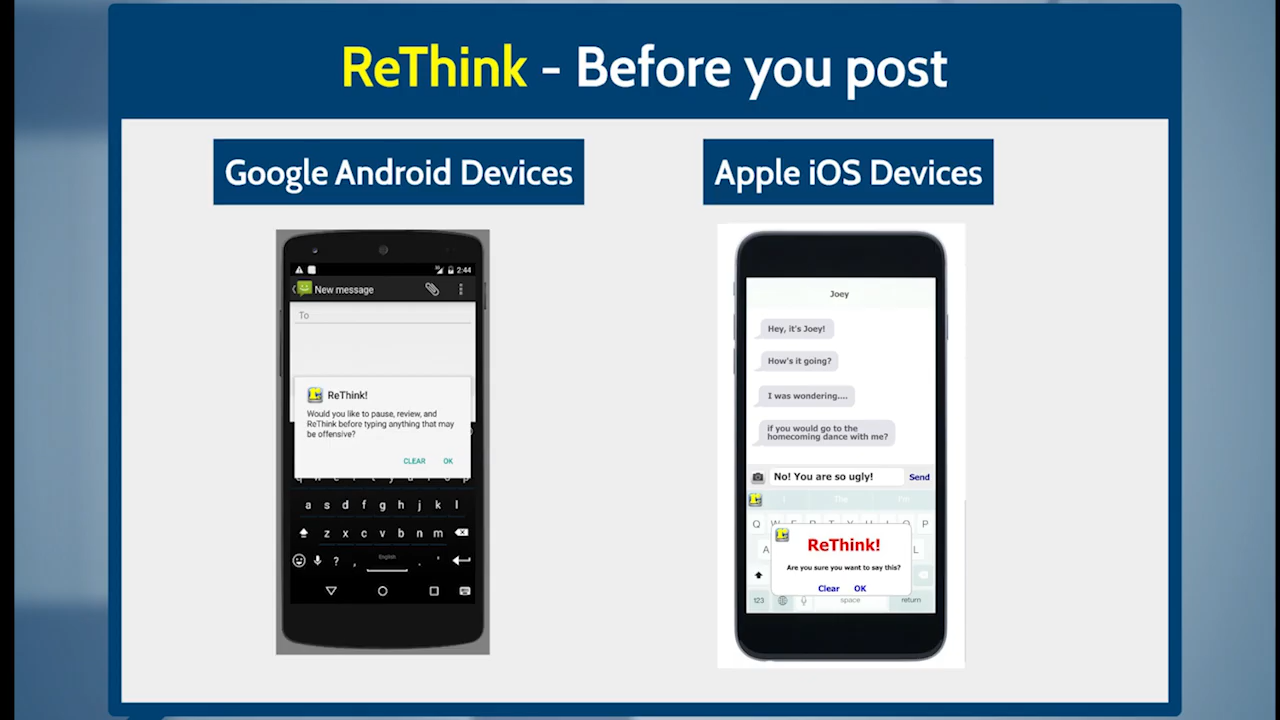 ReThink - Before you post
Google Android Devices
Apple iOS Devices
2:44
New message
To
ReThink!
Would you like to pause, review, and
ReThink before typing anything that may
be offensive?
CLEAR OK
a s d f g h j k l
z x c v b n m
? , English . '
Joey
Hey, it's Joey!
How's it going?
I was wondering....
if you would go to the
homecoming dance with me?
No! You are so ugly! Send
I The I'm
Q W E R T Y U I O P
A L
ReThink!
Are you sure you want to say this?
Clear OK
123 space return